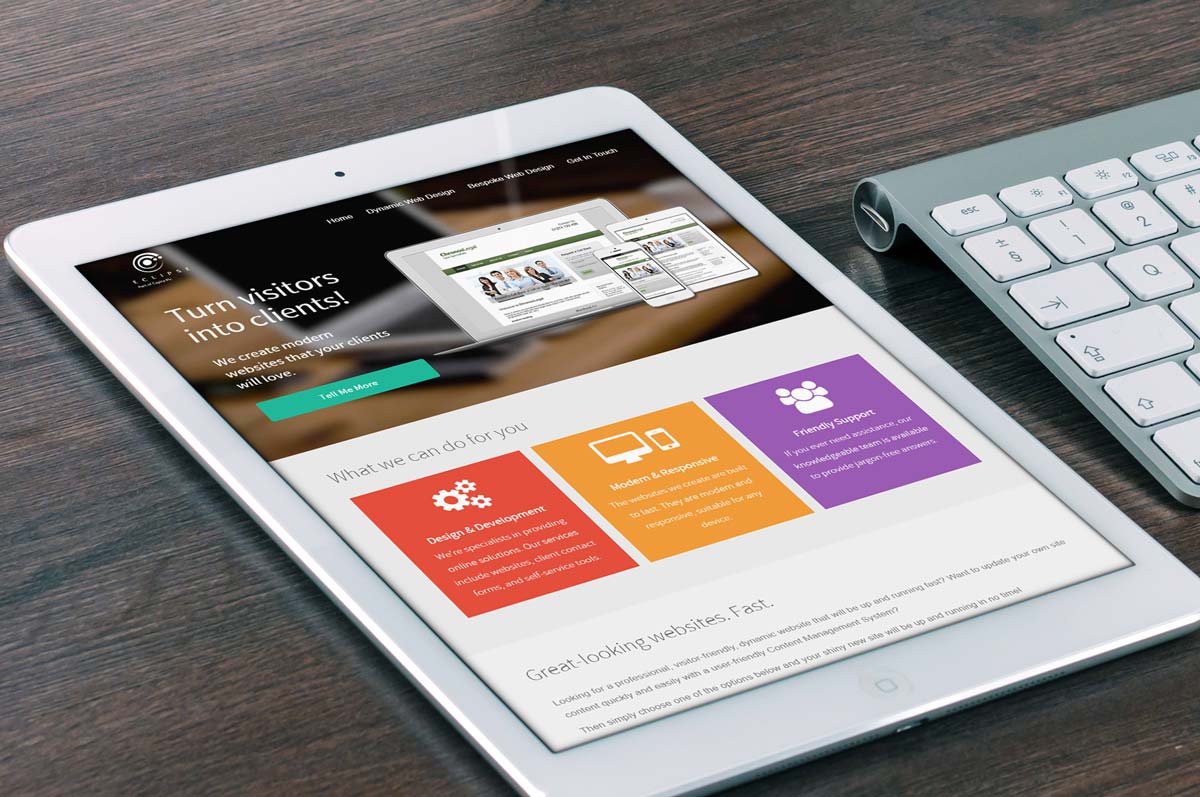 Home Dynamic Web Design Bespoke Web Design Get In Touch
ECLIPSE
Part of
Turn visitors
into clients!
We create modern
websites that your clients
will love.
Tell Me More
What we can do for you
Design & Development
We're specialists in providing
online solutions. Our services
include websites, client contact
forms, and self-service tools.
Modern & Responsive
The websites we create are built
to last. They are modern and
responsive, suitable for any
device.
Friendly Support
If you ever need assistance, our
knowledgeable team is available
to provide jargon-free answers.
Great-looking websites. Fast.
Looking for a professional, visitor-friendly, dynamic website that will be up and running fast? Want to update your own site
content quickly and easily with a user-friendly Content Management System?
Then simply choose one of the options below and your shiny new site will be up and running in no time!
esc F1 F2
± § ! 1 @ 2 #
Q